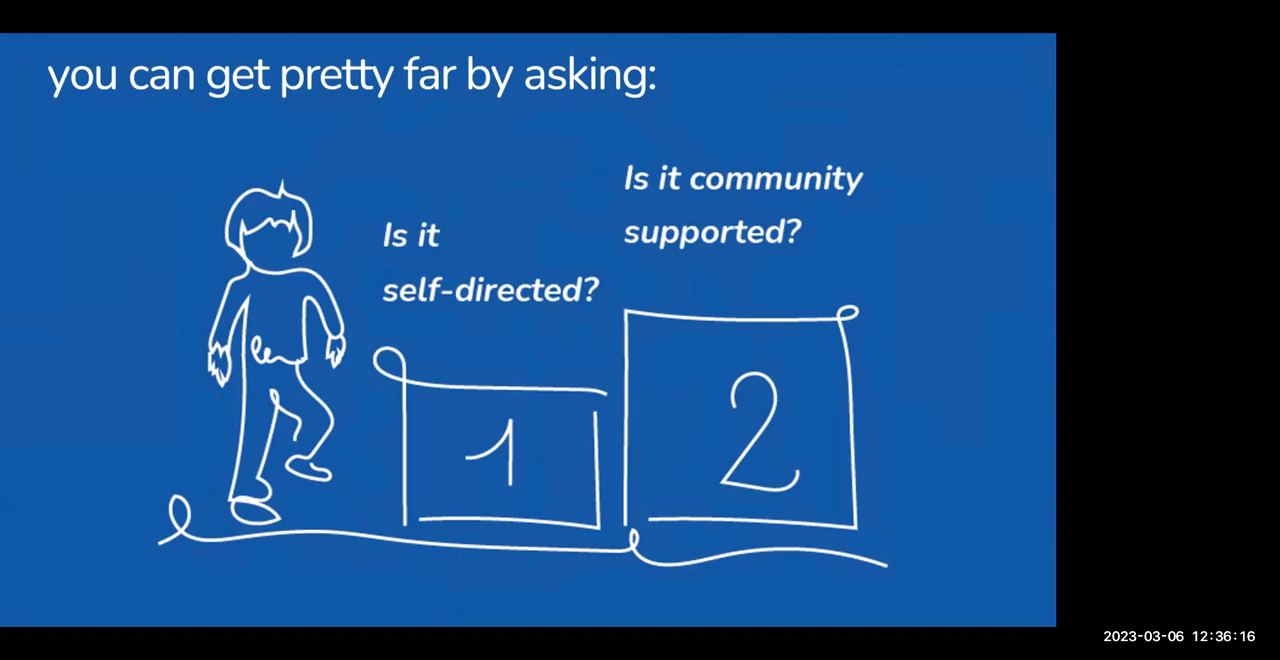 you can get pretty far by asking:
Is it
self-directed?
Is it community
supported?
1
2
2023-03-06 12:36:16